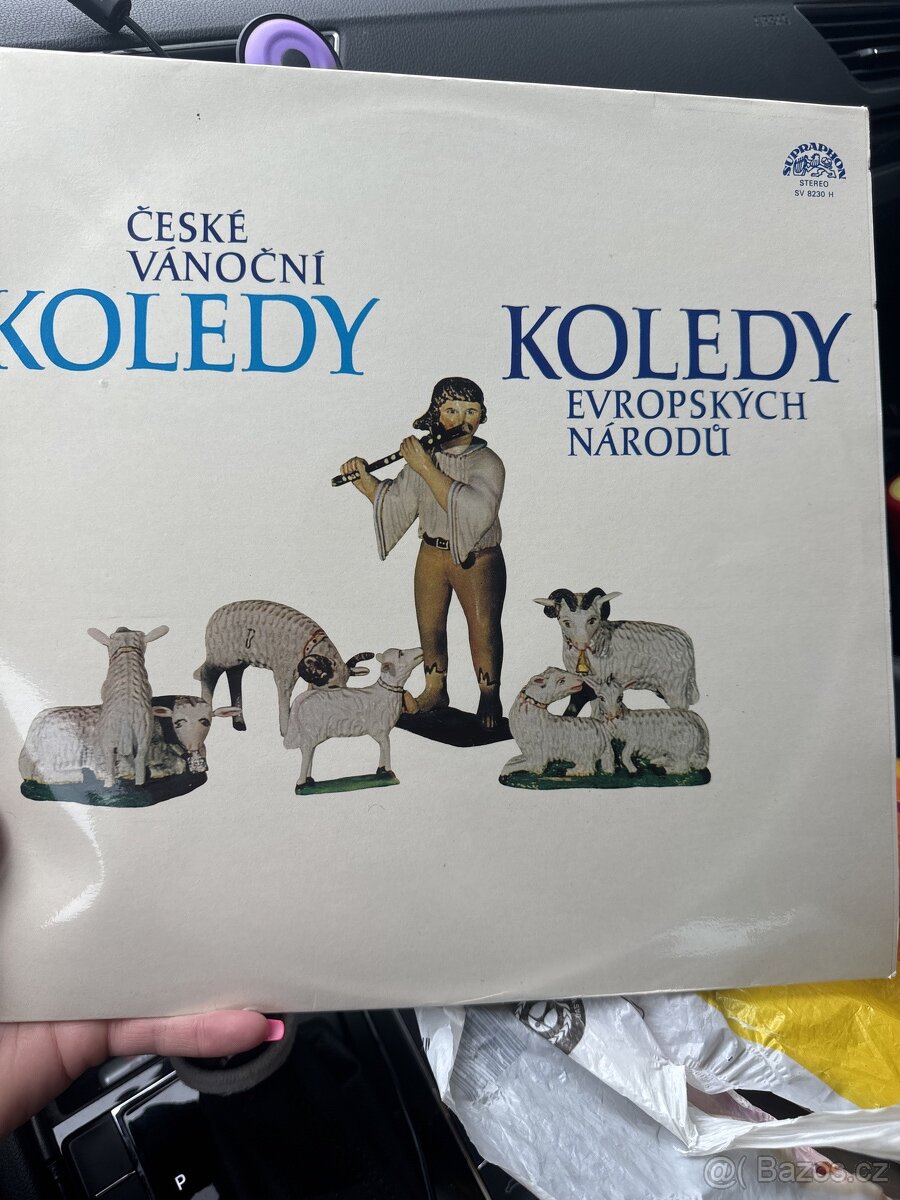 SUPRAPHON
STEREO
SV 8230 H
ČESKÉ
VÁNOČNÍ
KOLEDY
KOLEDY
EVROPSKÝCH
NÁRODŮ
P
@( Bazos.cz